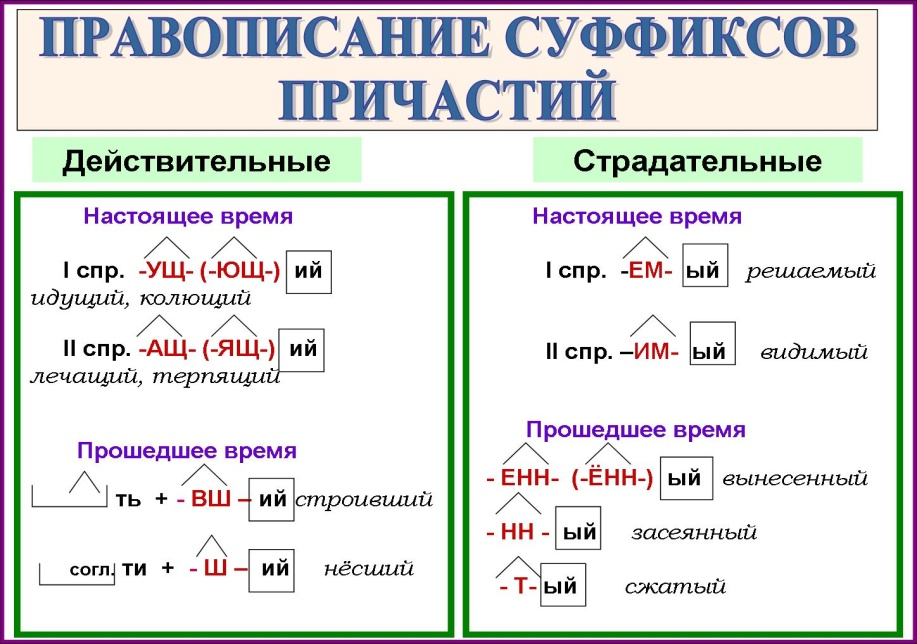 ПРАВОПИСАНИЕ СУФФИКСОВ
ПРИЧАСТИЙ
Действительные
Настоящее время
I спр. -УЩ- (-ЮЩ-) ий
идущий, колющий
II спр. -АЩ- (-ЯЩ-) ий
лечащий, терпящий
Прошедшее время
ть + - ВШ – ий строивший
согл. ти + - Ш – ий нёсший
Страдательные
Настоящее время
I спр. -ЕМ- ый решаемый
II спр. –ИМ- ый видимый
Прошедшее время
- ЕНН- (-ЁНН-) ый вынесенный
- НН - ый засеянный
- Т- ый сжатый